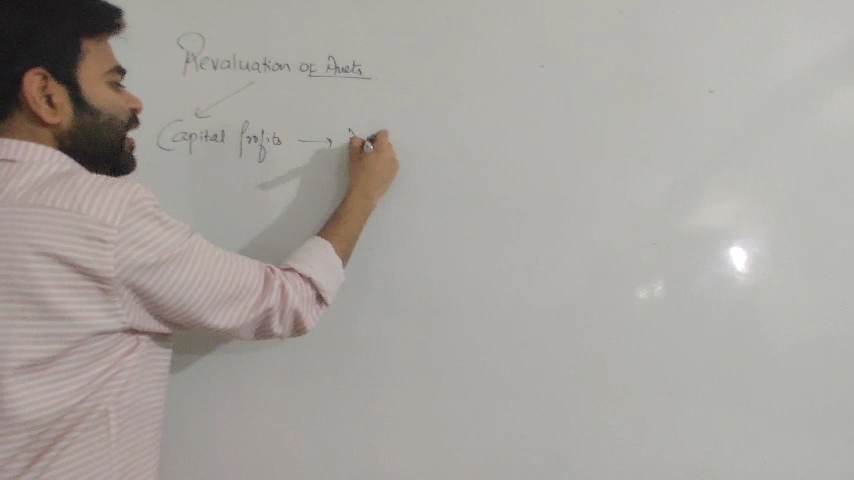 Revaluation of Assets
Capital Profits →